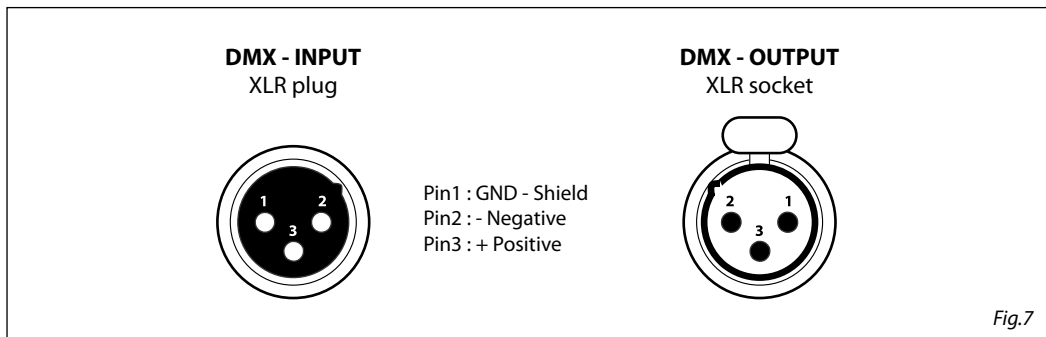 DMX - INPUT
XLR plug
DMX - OUTPUT
XLR socket
1
2
3
Pin1 : GND - Shield
Pin2 : - Negative
Pin3 : + Positive
2
1
3
Fig.7